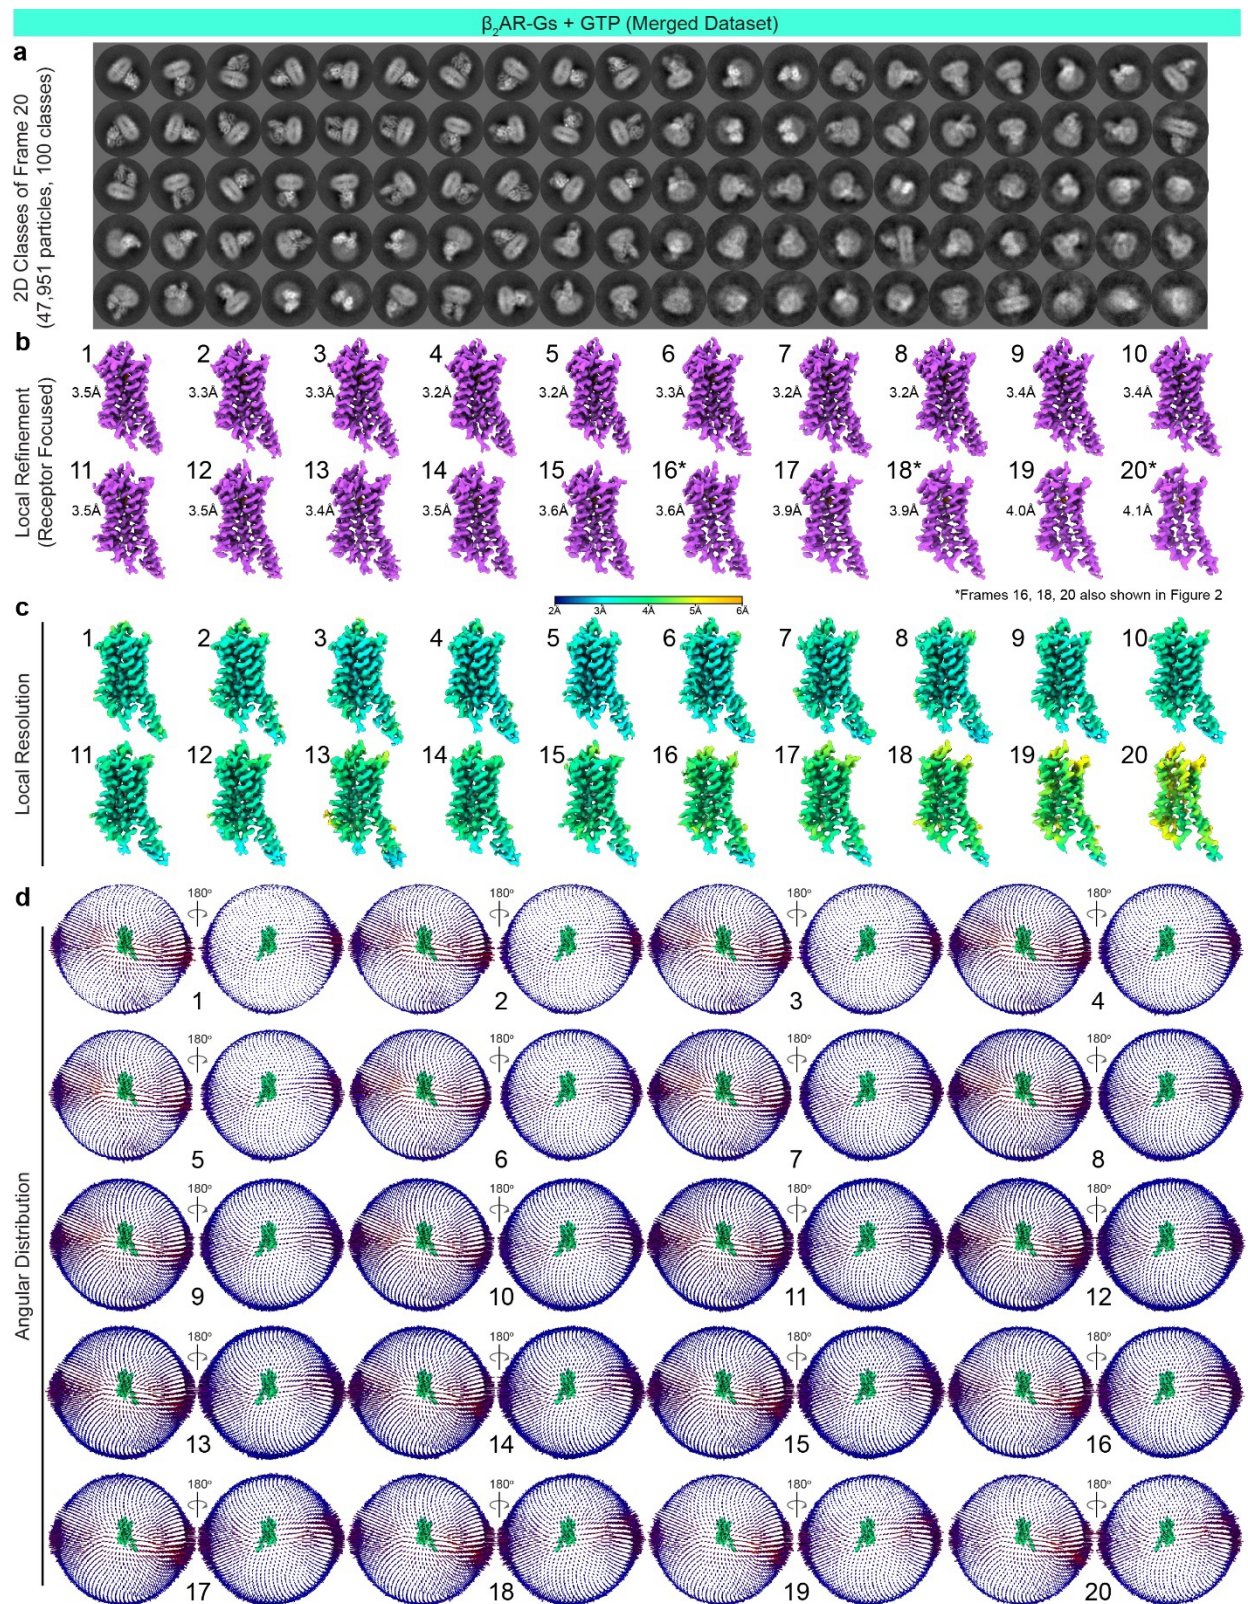 β₂AR-Gs + GTP (Merged Dataset)
a
2D Classes of Frame 20
(47,951 particles, 100 classes)
b
Local Refinement
(Receptor Focused)
1 2 3 4 5 6 7 8 9 10
3.5Å 3.3Å 3.3Å 3.2Å 3.2Å 3.3Å 3.2Å 3.2Å 3.4Å 3.4Å
11 12 13 14 15 16* 17 18* 19 20*
3.5Å 3.5Å 3.4Å 3.5Å 3.6Å 3.6Å 3.9Å 3.9Å 4.0Å 4.1Å
*Frames 16, 18, 20 also shown in Figure 2
c
2Å 3Å 4Å 5Å 6Å
Local Resolution
1 2 3 4 5 6 7 8 9 10
11 12 13 14 15 16 17 18 19 20
d
Angular Distribution
180° 180° 180° 180°
1 2 3 4
180° 180° 180° 180°
5 6 7 8
180° 180° 180° 180°
9 10 11 12
180° 180° 180° 180°
13 14 15 16
180° 180° 180° 180°
17 18 19 20